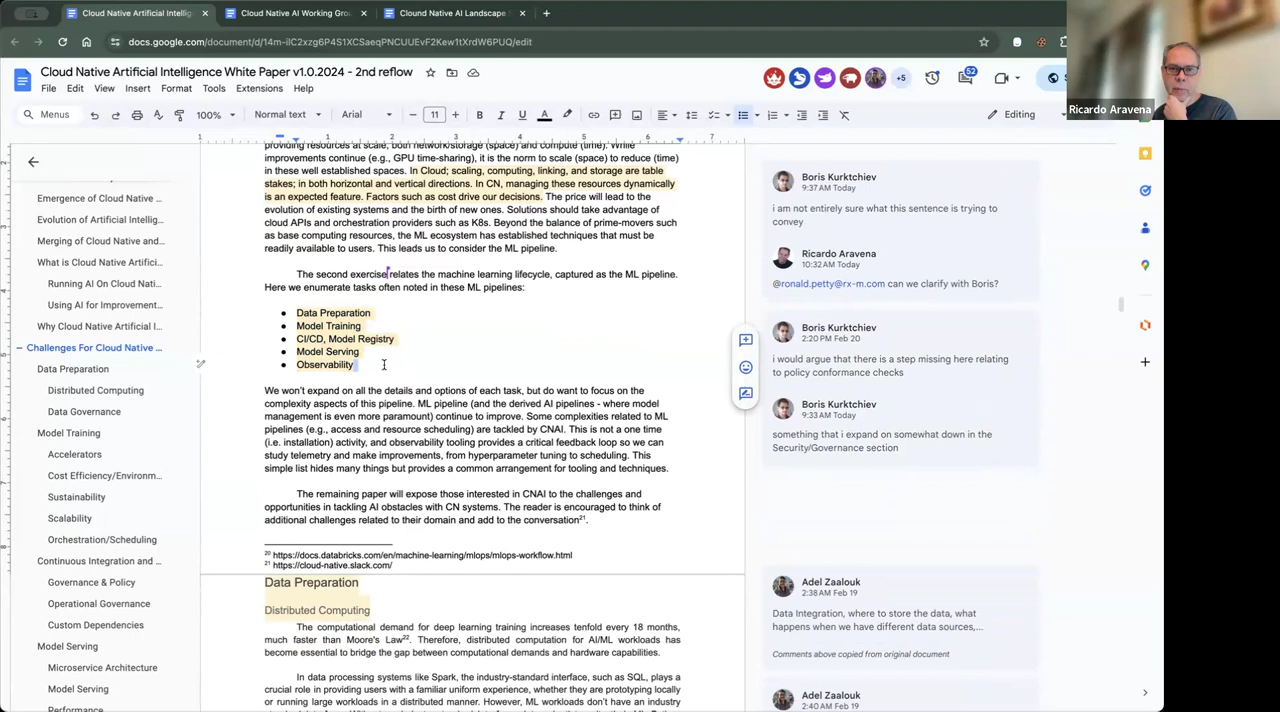 Cloud Native Artificial Intellig
Cloud Native AI Working Gro
Clound Native AI Landscape S
docs.google.com/document/d/14m-ilC2xzg6P4S1XCSaeqPNCUUEvF2Kew1tXrdW6PUQ/edit
Cloud Native Artificial Intelligence White Paper v1.0.2024 - 2nd reflow
+5
52
File Edit View Insert Format Tools Extensions Help
Menus
100%
Normal text
Arial
11
Editing
1 1 2 3 4 5 6 7
Emergence of Cloud Native ...
Evolution of Artificial Intellig...
Merging of Cloud Native and...
What is Cloud Native Artifici...
Running AI On Cloud Nati...
Using AI for Improvement...
Why Cloud Native Artificial I...
Challenges For Cloud Native ...
Data Preparation
Distributed Computing
Data Governance
Model Training
Accelerators
Cost Efficiency/Environm...
Sustainability
Scalability
Orchestration/Scheduling
Continuous Integration and ...
Governance & Policy
Operational Governance
Custom Dependencies
Model Serving
Microservice Architecture
Model Serving
Performance
providing resources at scale, both network/storage (space) and compute (time). While
improvements continue (e.g., GPU time-sharing), it is the norm to scale (space) to reduce (time)
in these well established spaces. In Cloud; scaling, computing, linking, and storage are table
stakes; in both horizontal and vertical directions. In CN, managing these resources dynamically
is an expected feature. Factors such as cost drive our decisions. The price will lead to the
evolution of existing systems and the birth of new ones. Solutions should take advantage of
cloud APIs and orchestration providers such as K8s. Beyond the balance of prime-movers such
as base computing resources, the ML ecosystem has established techniques that must be
readily available to users. This leads us to consider the ML pipeline.
The second exercise relates the machine learning lifecycle, captured as the ML pipeline.
Here we enumerate tasks often noted in these ML pipelines:
● Data Preparation
● Model Training
● CI/CD, Model Registry
● Model Serving
● Observability
We won't expand on all the details and options of each task, but do want to focus on the
complexity aspects of this pipeline. ML pipeline (and the derived AI pipelines - where model
management is even more paramount) continue to improve. Some complexities related to ML
pipelines (e.g., access and resource scheduling) are tackled by CNAI. This is not a one time
(i.e. installation) activity, and observability tooling provides a critical feedback loop so we can
study telemetry and make improvements, from hyperparameter tuning to scheduling. This
simple list hides many things but provides a common arrangement for tooling and techniques.
The remaining paper will expose those interested in CNAI to the challenges and
opportunities in tackling AI obstacles with CN systems. The reader is encouraged to think of
additional challenges related to their domain and add to the conversation21.
20 https://docs.databricks.com/en/machine-learning/mlops/mlops-workflow.html
21 https://cloud-native.slack.com/
Data Preparation
Distributed Computing
The computational demand for deep learning training increases tenfold every 18 months,
much faster than Moore's Law22. Therefore, distributed computation for AI/ML workloads has
become essential to bridge the gap between computational demands and hardware capabilities.
In data processing systems like Spark, the industry-standard interface, such as SQL, plays a
crucial role in providing users with a familiar uniform experience, whether they are prototyping locally
or running large workloads in a distributed manner. However, ML workloads don't have an industry
Boris Kurktchiev
9:37 AM Today
i am not entirely sure what this sentence is trying to
convey
Ricardo Aravena
10:32 AM Today
@ronald.petty@rx-m.com can we clarify with Boris?
Boris Kurktchiev
2:20 PM Feb 20
i would argue that there is a step missing here relating
to policy conformance checks
Boris Kurktchiev
9:33 AM Today
something that i expand on somewhat down in the
Security/Governance section
Adel Zaalouk
2:38 AM Feb 19
Data Integration, where to store the data, what
happens when we have different data sources,...
Comments above copied from original document
Adel Zaalouk
2:40 AM Feb 19
Ricardo Aravena